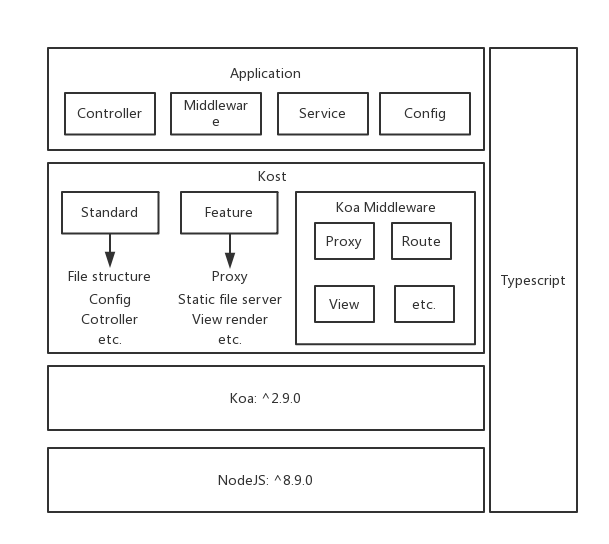 Application
Controller
Middlewar
e
Service
Config
Kost
Standard
Feature
Koa Middleware
Proxy
Route
View
etc.
File structure
Config
Cotroller
etc.
Proxy
Static file server
View render
etc.
Typescript
Koa: ^2.9.0
NodeJS: ^8.9.0